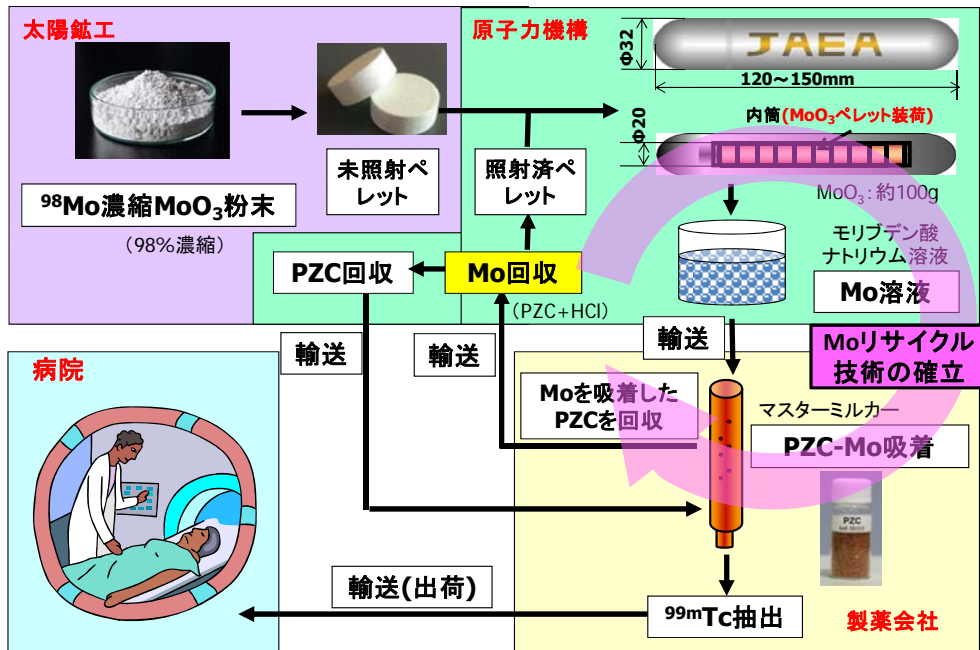 太陽鉱工
⁹⁸Mo濃縮MoO₃粉末
(98%濃縮)
未照射ペ
レット
原子力機構
JAEA
Φ32
120～150mm
内筒(MoO₃ペレット装荷)
Φ20
MoO₃：約100g
照射済ペ
レット
モリブデン酸
ナトリウム溶液
Mo溶液
PZC回収
Mo回収
(PZC+HCl)
輸送
輸送
輸送
Moリサイクル
技術の確立
病院
Moを吸着した
PZCを回収
マスターミルカー
PZC-Mo吸着
PZC
輸送(出荷)
⁹⁹ᵐTc抽出
製薬会社